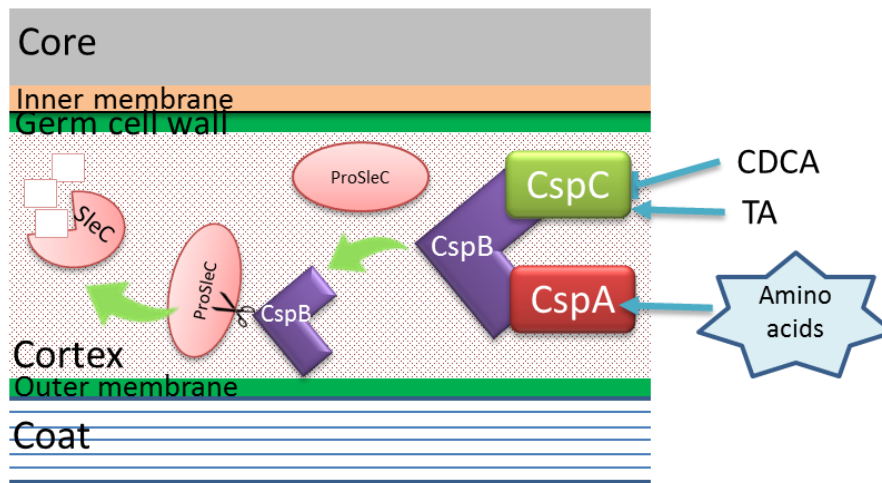 Core
Inner membrane
Germ cell wall
ProSleC
CspC
CDCA
TA
SleC
CspB
ProSleC
CspB
CspA
Amino
acids
Cortex
Outer membrane
Coat